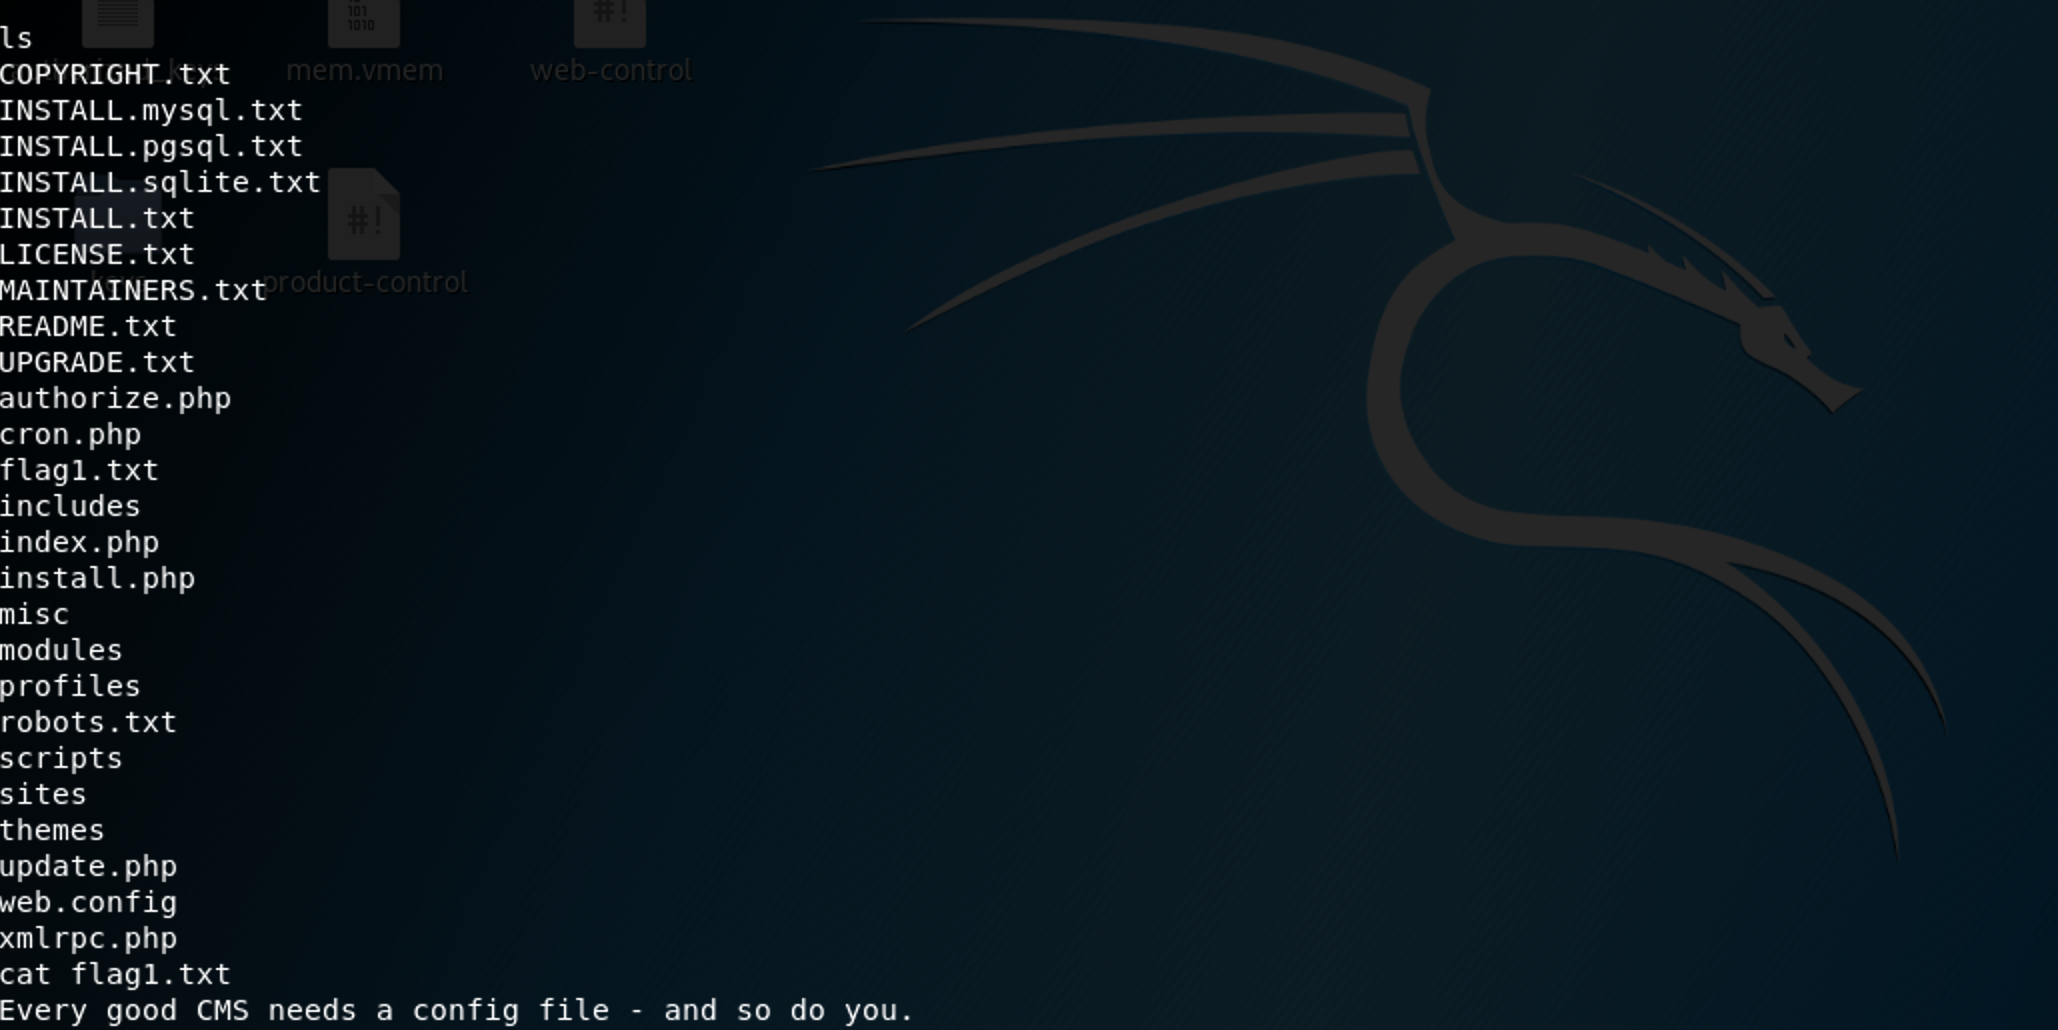 ls
COPYRIGHT.txt
mem.vmem
web-control
INSTALL.mysql.txt
INSTALL.pgsql.txt
INSTALL.sqlite.txt
INSTALL.txt
#!
LICENSE.txt
MAINTAINERS.txt
product-control
README.txt
UPGRADE.txt
authorize.php
cron.php
flag1.txt
includes
index.php
install.php
misc
modules
profiles
robots.txt
scripts
sites
themes
update.php
web.config
xmlrpc.php
cat flag1.txt
Every good CMS needs a config file - and so do you.